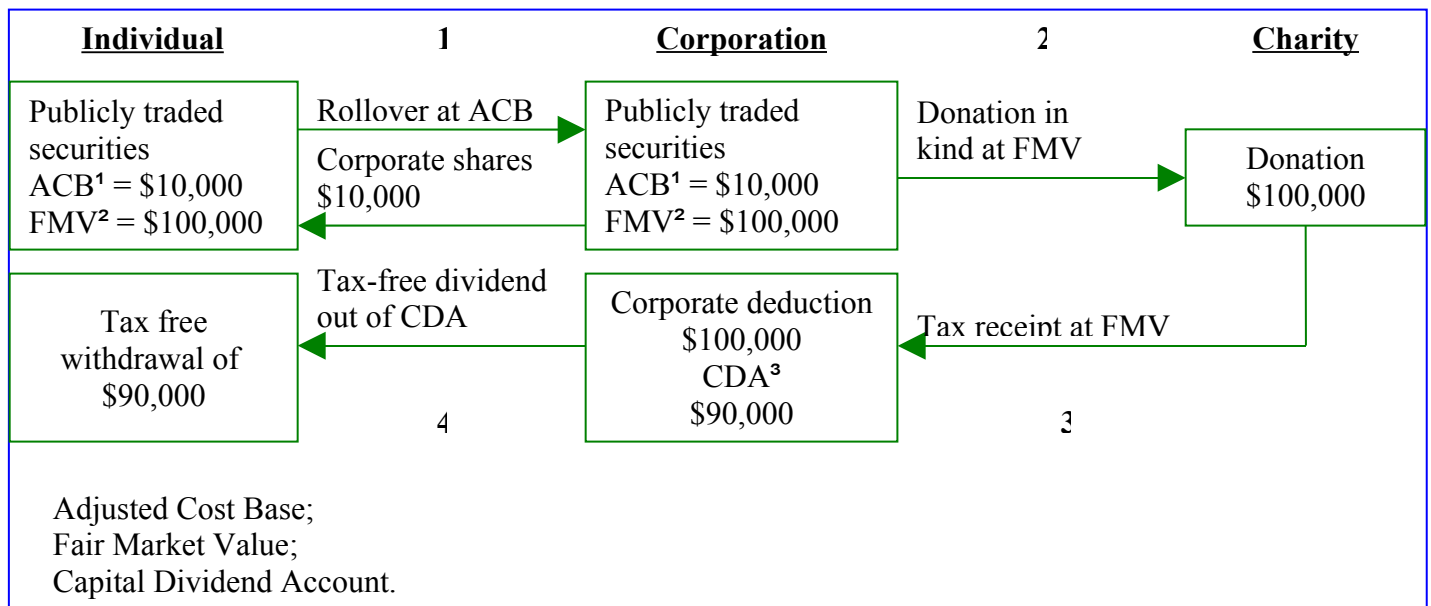 Individual
1
Corporation
2
Charity
Publicly traded
securities
ACB¹ = $10,000
FMV² = $100,000
Rollover at ACB
Corporate shares
$10,000
Publicly traded
securities
ACB¹ = $10,000
FMV² = $100,000
Donation in
kind at FMV
Donation
$100,000
Tax free
withdrawal of
$90,000
Tax-free dividend
out of CDA
4
Corporate deduction
$100,000
CDA³
$90,000
Tax receipt at FMV
3
Adjusted Cost Base;
Fair Market Value;
Capital Dividend Account.